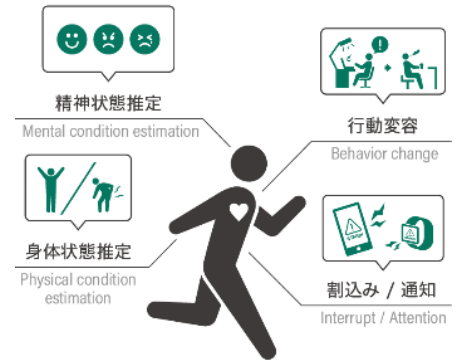 精神状態推定
Mental condition estimation
行動変容
Behavior change
身体状態推定
Physical condition
estimation
割込み / 通知
Interrupt / Attention